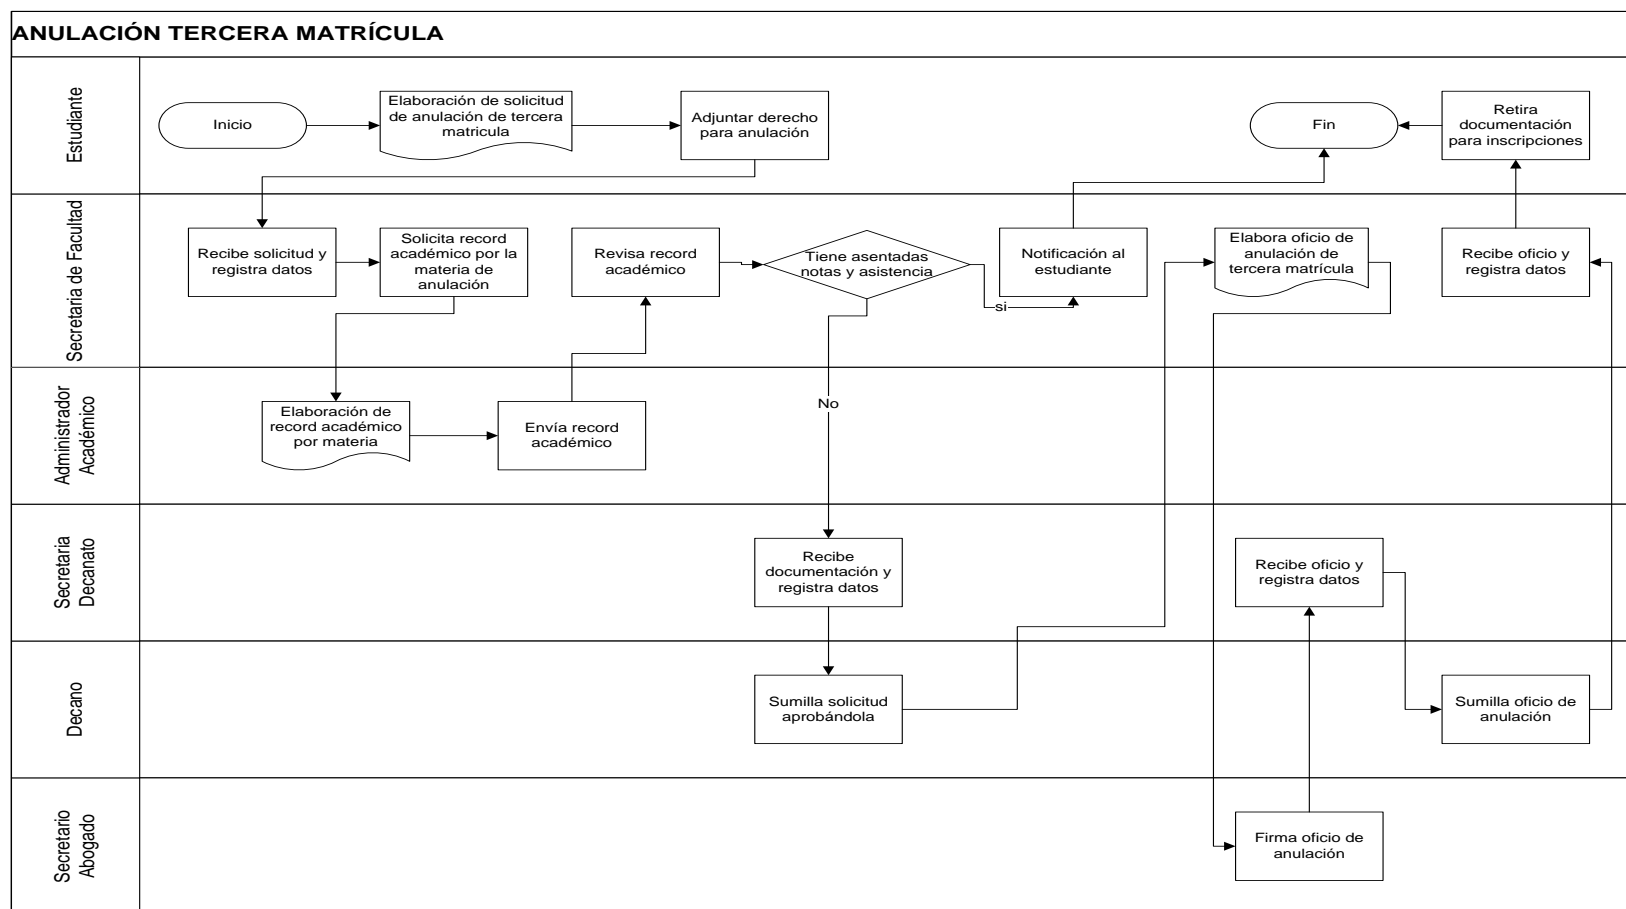 ANULACIÓN TERCERA MATRÍCULA
Estudiante
Inicio
Elaboración de solicitud
de anulación de tercera
matricula
Adjuntar derecho
para anulación
Fin
Retira
documentación
para inscripciones
Secretaria de Facultad
Recibe solicitud y
registra datos
Solicita record
académico por la
materia de
anulación
Revisa record
académico
Tiene asentadas
notas y asistencia
si
Notificación al
estudiante
Elabora oficio de
anulación de
tercera matrícula
Recibe oficio y
registra datos
Administrador
Académico
Elaboración de
record académico
por materia
Envía record
académico
No
Secretaria
Decanato
Recibe
documentación y
registra datos
Recibe oficio y
registra datos
Decano
Sumilla solicitud
aprobándola
Sumilla oficio de
anulación
Secretario
Abogado
Firma oficio de
anulación